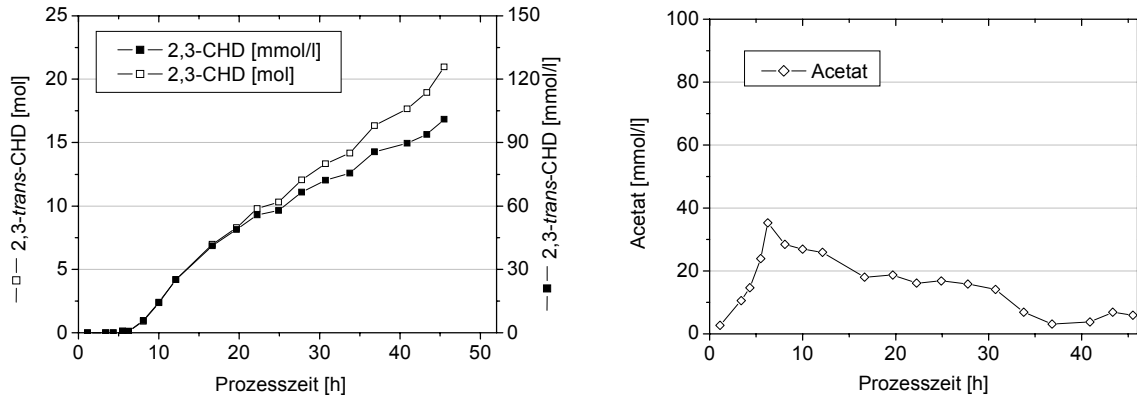 25
20
15
10
5
0
2,3-trans-CHD [mol]
2,3-CHD [mmol/l]
2,3-CHD [mol]
150
120
90
60
30
0
2,3-trans-CHD [mmol/l]
0 10 20 30 40 50
Prozesszeit [h]
100
80
60
40
20
0
Acetat [mmol/l]
Acetat
0 10 20 30 40
Prozesszeit [h]